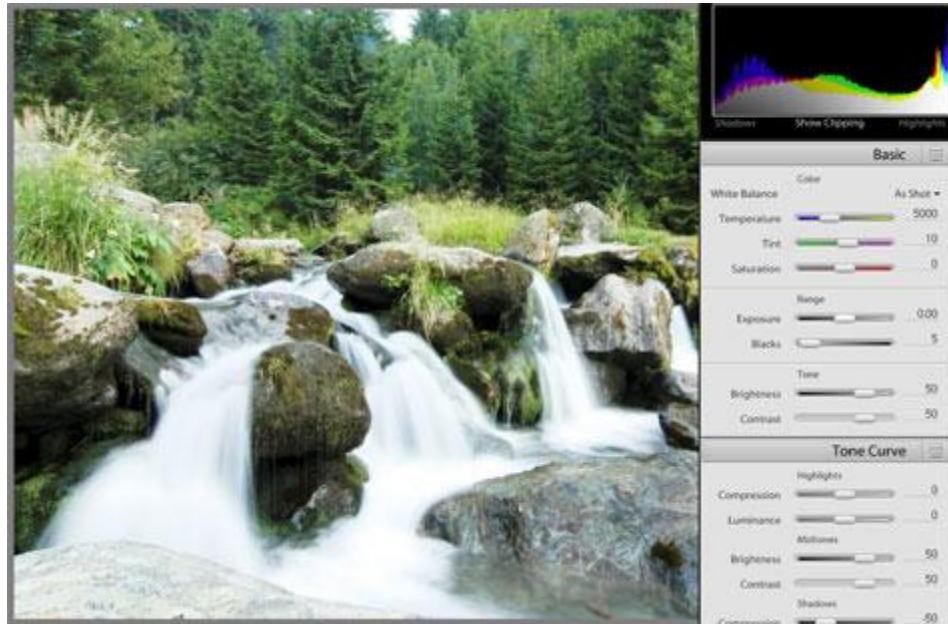 Shadows Show Clipping Highlights
Basic
Color
White Balance As Shot
Temperature 5000
Tint 10
Saturation 0
Range
Exposure 0.00
Blacks 5
Tone
Brightness 50
Contrast 50
Tone Curve
Highlights
Compression 0
Luminance 0
Midtones
Brightness 50
Contrast 50
Shadows
Compression -50